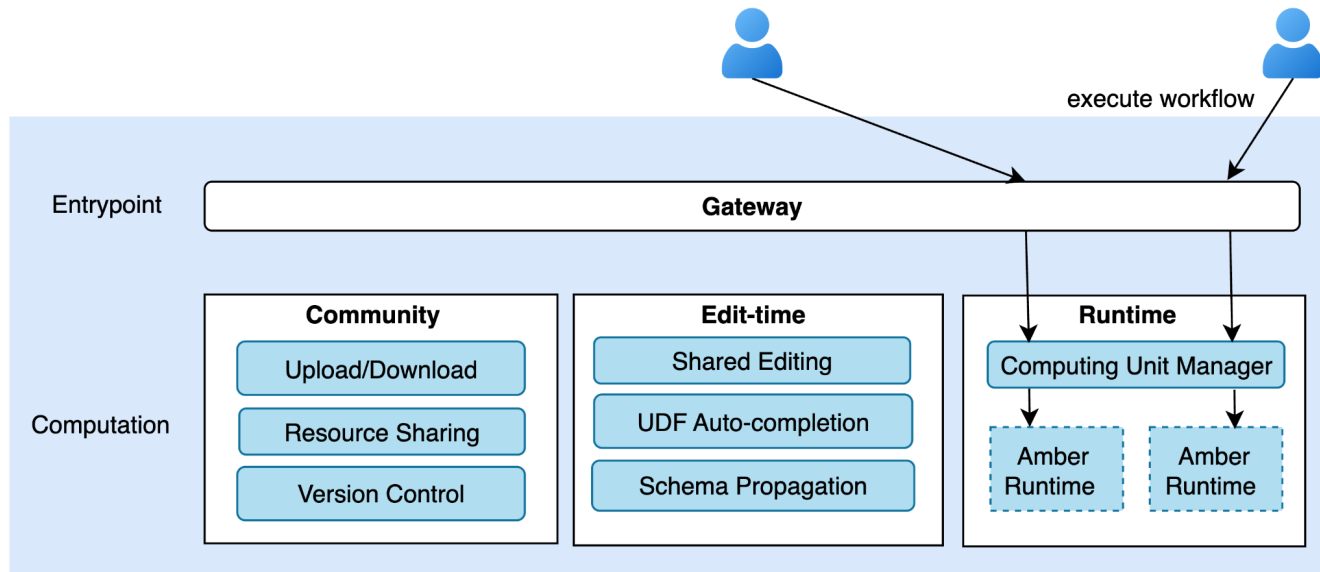 execute workflow
Entrypoint
Gateway
Community
Upload/Download
Resource Sharing
Version Control
Edit-time
Shared Editing
UDF Auto-completion
Schema Propagation
Runtime
Computing Unit Manager
Amber
Runtime
Amber
Runtime
Computation